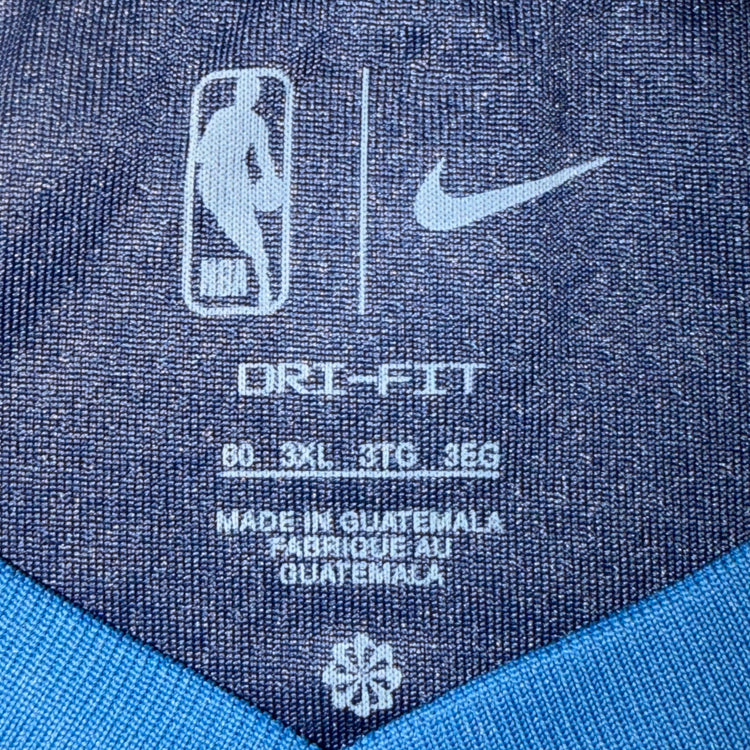 NBA
DRI-FIT
60 3XL 3TG 3EG
MADE IN GUATEMALA
FABRIQUE AU
GUATEMALA